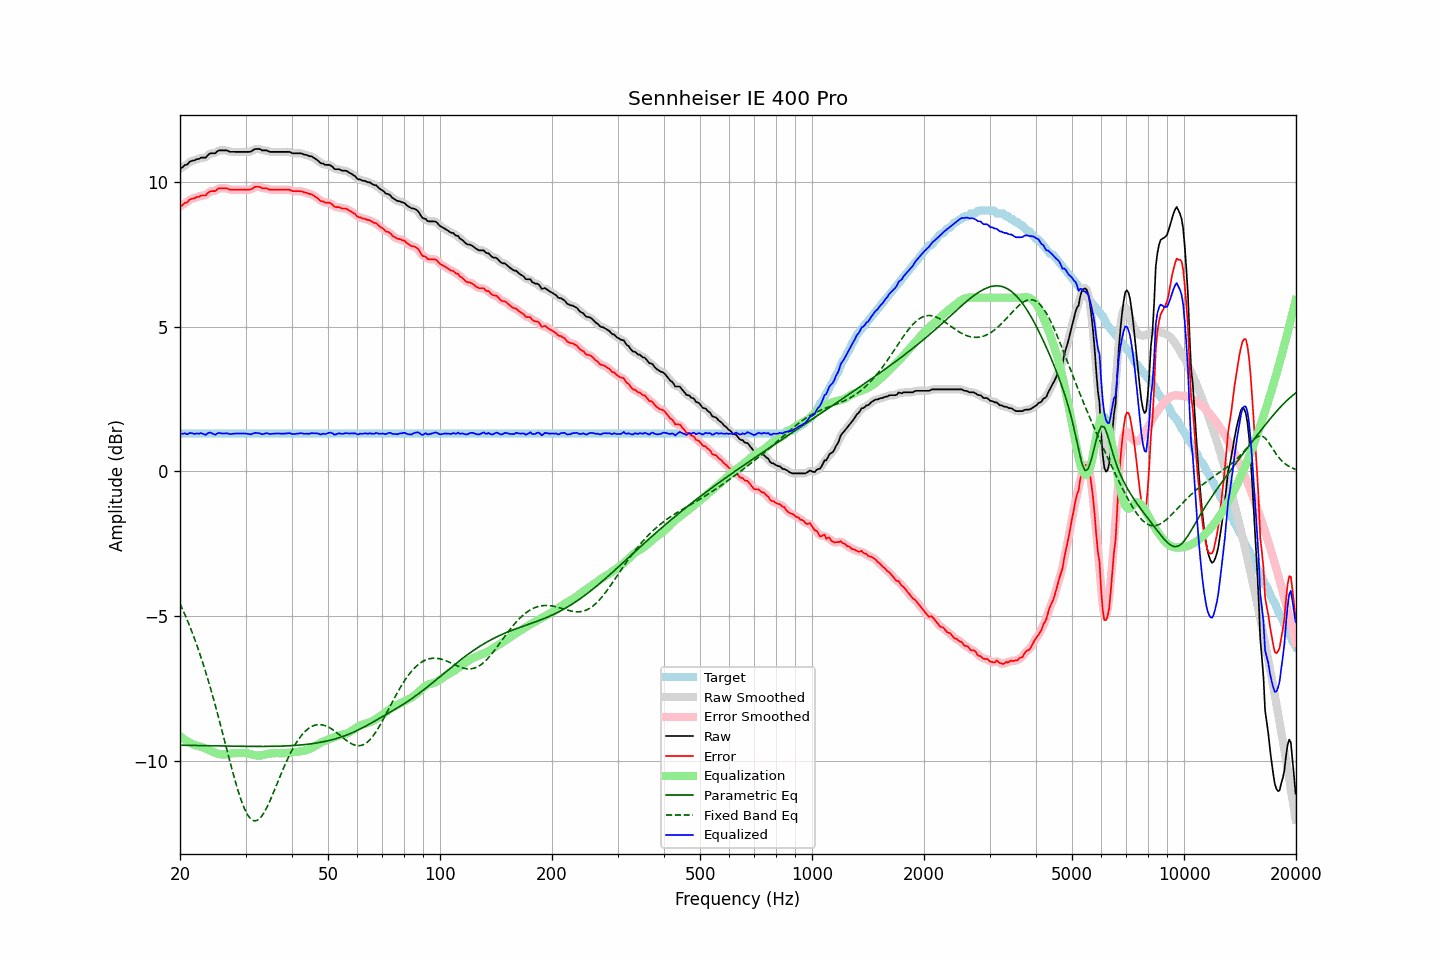 Sennheiser IE 400 Pro
Amplitude (dBr)
10
5
0
−5
−10
Target
Raw Smoothed
Error Smoothed
Raw
Error
Equalization
Parametric Eq
Fixed Band Eq
Equalized
20 50 100 200 500 1000 2000 5000 10000 20000
Frequency (Hz)